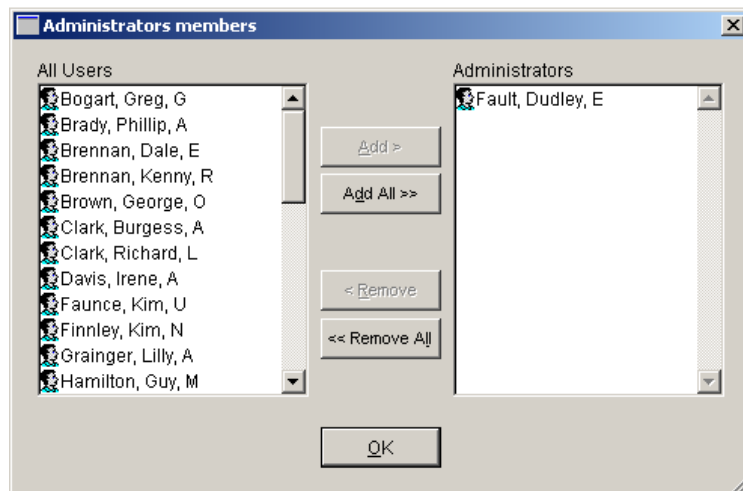 Administrators members
All Users
Bogart, Greg, G
Brady, Phillip, A
Brennan, Dale, E
Brennan, Kenny, R
Brown, George, O
Clark, Burgess, A
Clark, Richard, L
Davis, Irene, A
Faunce, Kim, U
Finnley, Kim, N
Grainger, Lilly, A
Hamilton, Guy, M
Add >
Add All >>
< Remove
<< Remove All
Administrators
Fault, Dudley, E
OK